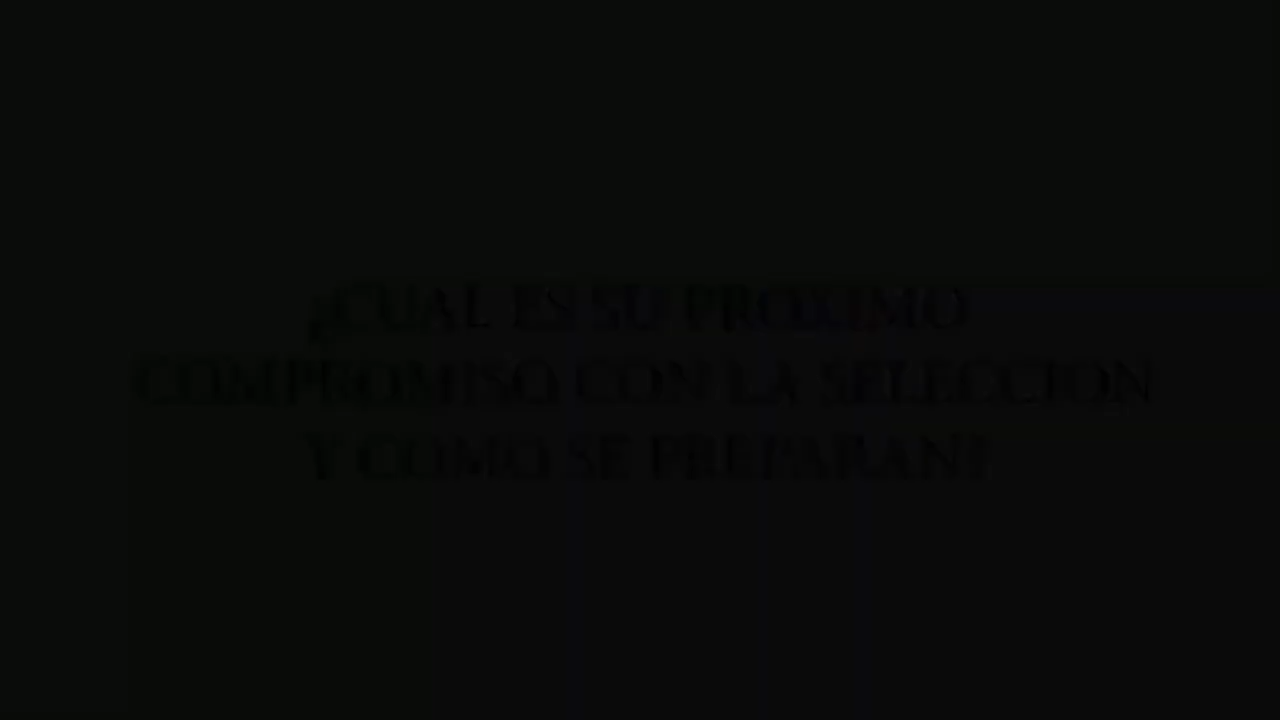 ¿CUAL ES SU PROXIMO
COMPROMISO CON LA SELECCION
Y COMO SE PREPARAN?